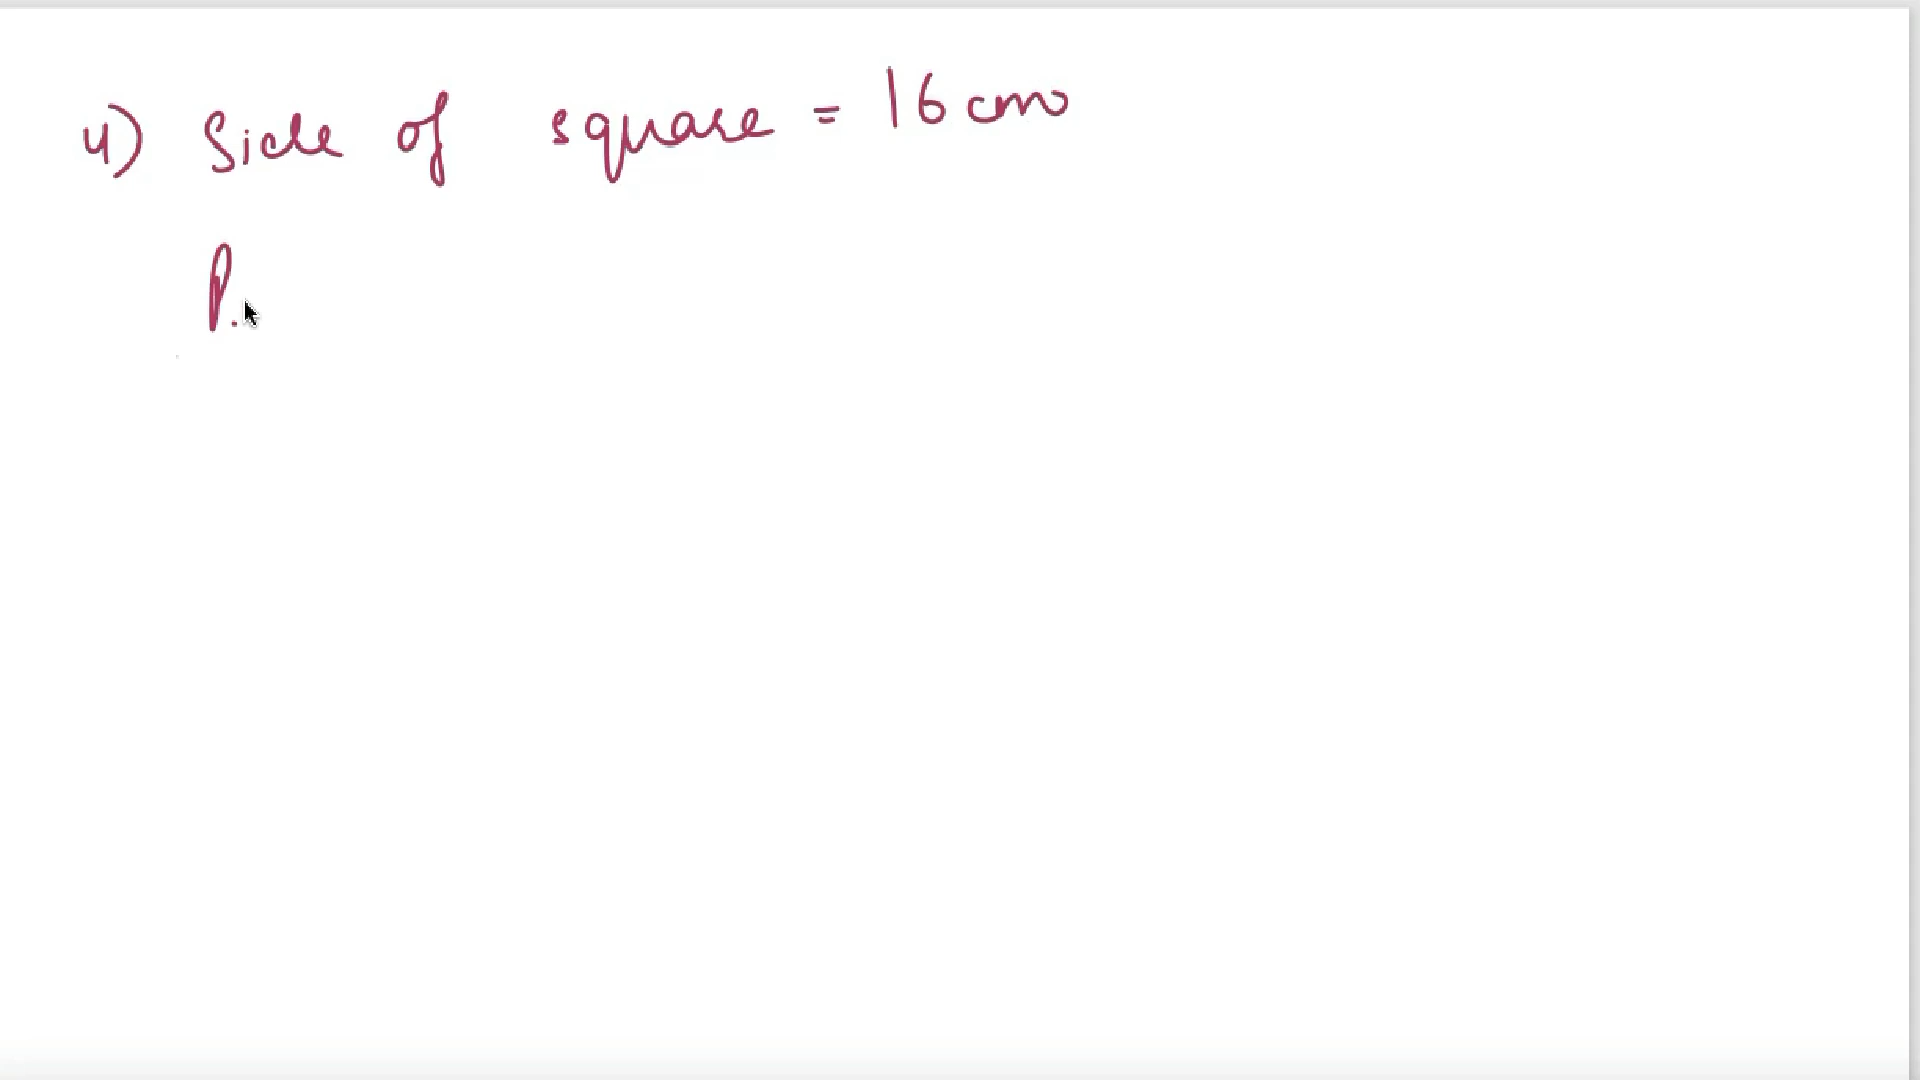 4) Side of square = 16 cm
P.